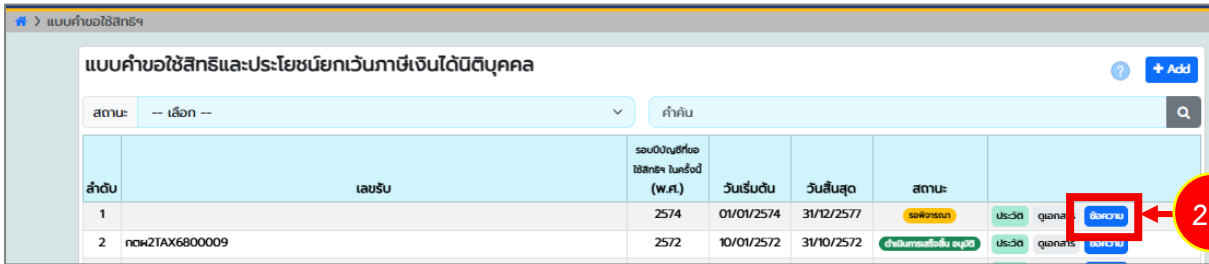 แบบคำขอใช้สิทธิฯ
แบบคำขอใช้สิทธิและประโยชน์ยกเว้นภาษีเงินได้นิติบุคคล
+ Add
สถานะ -- เลือก --
คำค้น
ลำดับ เลขรับ รอบปีบัญชีที่ขอ
ใช้สิทธิฯ ในครั้งนี้
(พ.ศ.) วันเริ่มต้น วันสิ้นสุด สถานะ
1 2574 01/01/2574 31/12/2577 รอพิจารณา ประวัติ ดูเอกสาร ข้อความ
2
2 กตผ2TAX6800009 2572 10/01/2572 31/10/2572 ดำเนินการเสร็จสิ้น อนุมัติ ประวัติ ดูเอกสาร ข้อความ